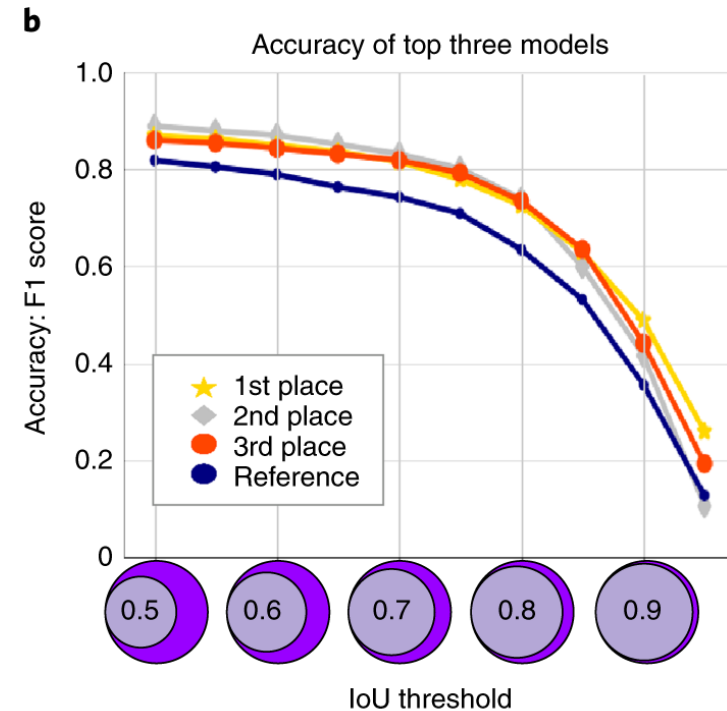 b
Accuracy of top three models
1.0
0.8
0.6
0.4
0.2
0
Accuracy: F1 score
1st place
2nd place
3rd place
Reference
0.5 0.6 0.7 0.8 0.9
IoU threshold